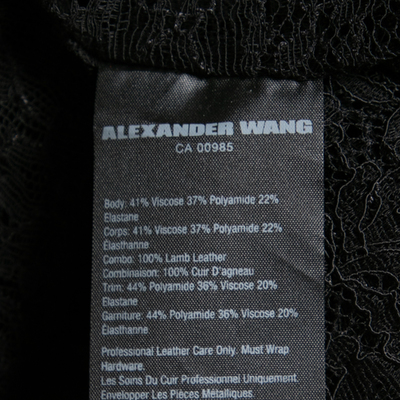 ALEXANDER WANG
CA 00985
Body: 41% Viscose 37% Polyamide 22%
Elastane
Corps: 41% Viscose 37% Polyamide 22%
Élasthanne
Combo: 100% Lamb Leather
Combinaison: 100% Cuir D'agneau
Trim: 44% Polyamide 36% Viscose 20%
Elastane
Garniture: 44% Polyamide 36% Viscose 20%
Élasthanne
Professional Leather Care Only. Must Wrap
Hardware.
Les Soins Du Cuir Professionnel Uniquement.
Envelopper Les Pièces Métalliques.